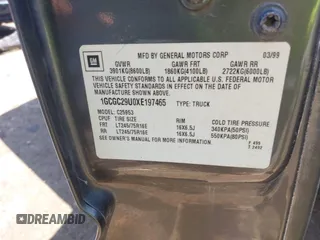 GM
MFD BY GENERAL MOTORS CORP 03/99
GVWR GAWR FRT GAWR RR
3901KG(8600LB) 1860KG(4100LB) 2722KG(6000LB)
THIS VEHICLE CONFORMS TO ALL APPLICABLE U.S.
FEDERAL MOTOR VEHICLE SAFETY STANDARDS IN EFFECT ON THE DATE OF
MANUFACTURE SHOWN ABOVE.
1GCGC29U0XE197465 TYPE: TRUCK
MODEL: C25953
TIRE SIZE RIM COLD TIRE PRESSURE
FRT LT245/75R16E 16X6.5J 340KPA(50PSI)
RR LT245/75R16E 16X6.5J 550KPA(80PSI)
SEE OWNER'S MANUAL FOR MORE INFORMATION.
DREAMBID